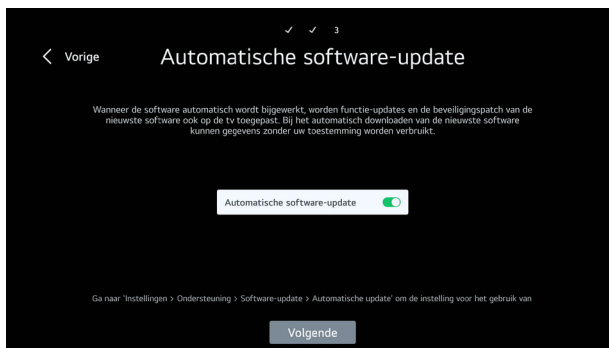 ✓ ✓ 3
Vorige
Automatische software-update
Wanneer de software automatisch wordt bijgewerkt, worden functie-updates en de beveiligingspatch van de
nieuwste software ook op de tv toegepast. Bij het automatisch downloaden van de nieuwste software
kunnen gegevens zonder uw toestemming worden verbruikt.
Automatische software-update
Ga naar 'Instellingen > Ondersteuning > Software-update > Automatische update' om de instelling voor het gebruik van
Volgende